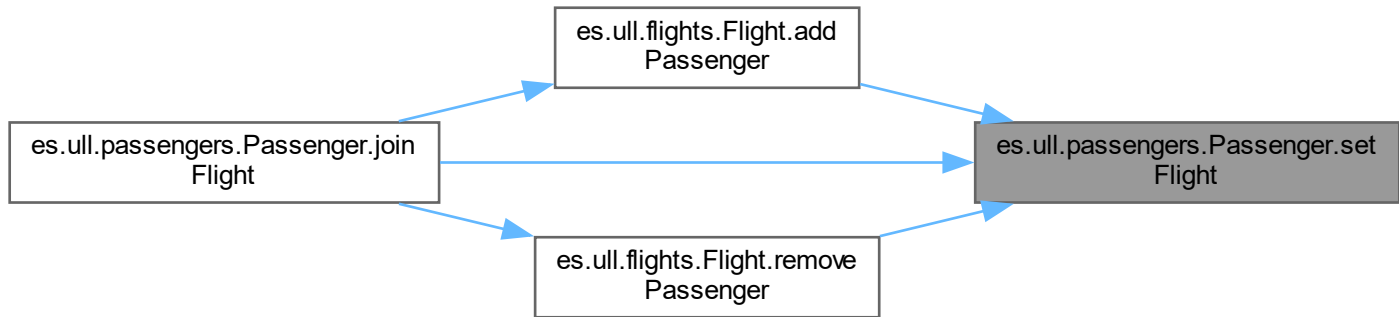 es.ull.flights.Flight.add
Passenger
es.ull.passengers.Passenger.join
Flight
es.ull.passengers.Passenger.set
Flight
es.ull.flights.Flight.remove
Passenger